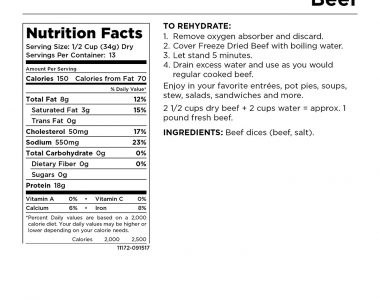 Beef
Nutrition Facts
Serving Size: 1/2 Cup (34g) Dry
Servings Per Container: 13
Amount Per Serving
Calories 150 Calories from Fat 70
% Daily Value*
Total Fat 8g 12%
Saturated Fat 3g 15%
Trans Fat 0g
Cholesterol 50mg 17%
Sodium 550mg 23%
Total Carbohydrate 0g 0%
Dietary Fiber 0g 0%
Sugars 0g
Protein 18g
Vitamin A 0% • Vitamin C 0%
Calcium 6% • Iron 8%
*Percent Daily values are based on a 2,000
calorie diet. Your daily values may be higher or
lower depending on your calorie needs.
Calories 2,000 2,500
11172-091517
TO REHYDRATE:
1. Remove oxygen absorber and discard.
2. Cover Freeze Dried Beef with boiling water.
3. Let stand 5 minutes.
4. Drain excess water and use as you would
regular cooked beef.
Enjoy in your favorite entrées, pot pies, soups,
stew, salads, sandwiches and more.
2 1/2 cups dry beef + 2 cups water = approx. 1
pound fresh beef.
INGREDIENTS: Beef dices (beef, salt).